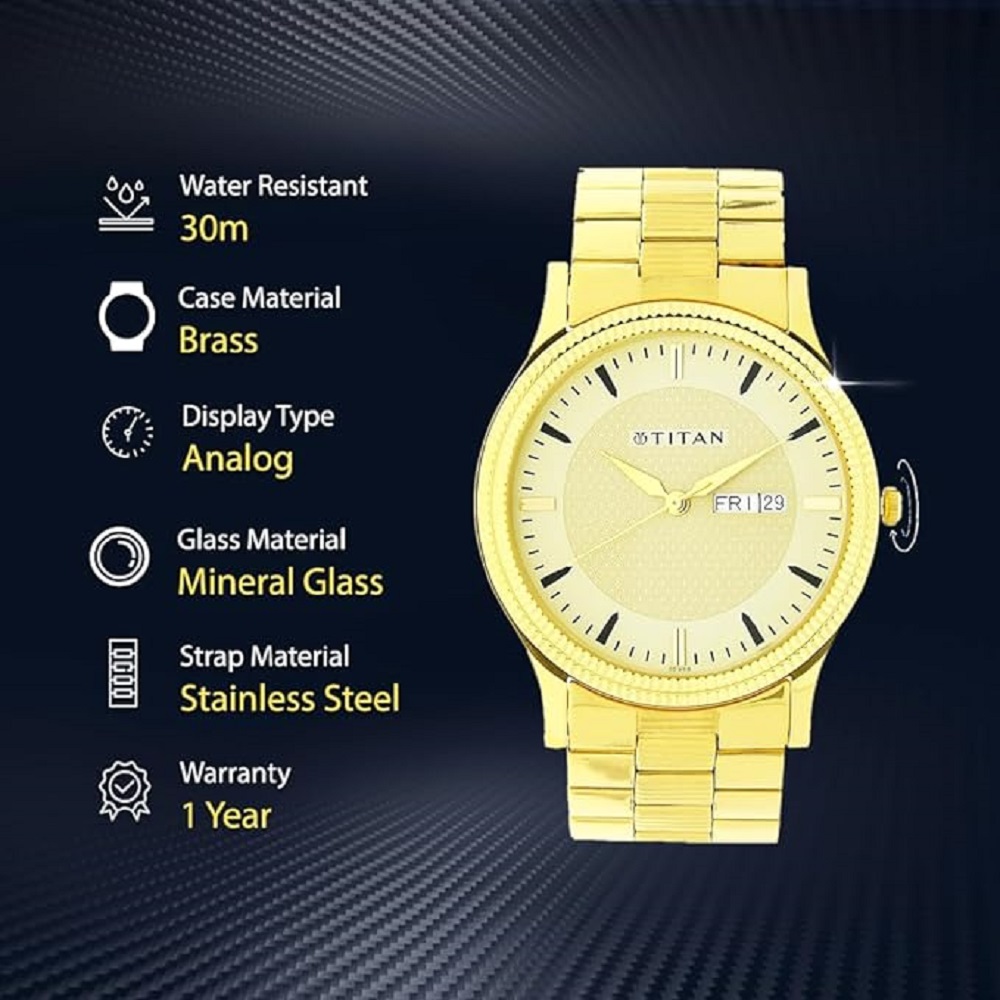 Water Resistant
30m
Case Material
Brass
Display Type
Analog
Glass Material
Mineral Glass
Strap Material
Stainless Steel
Warranty
1 Year
TITAN
FRI 29